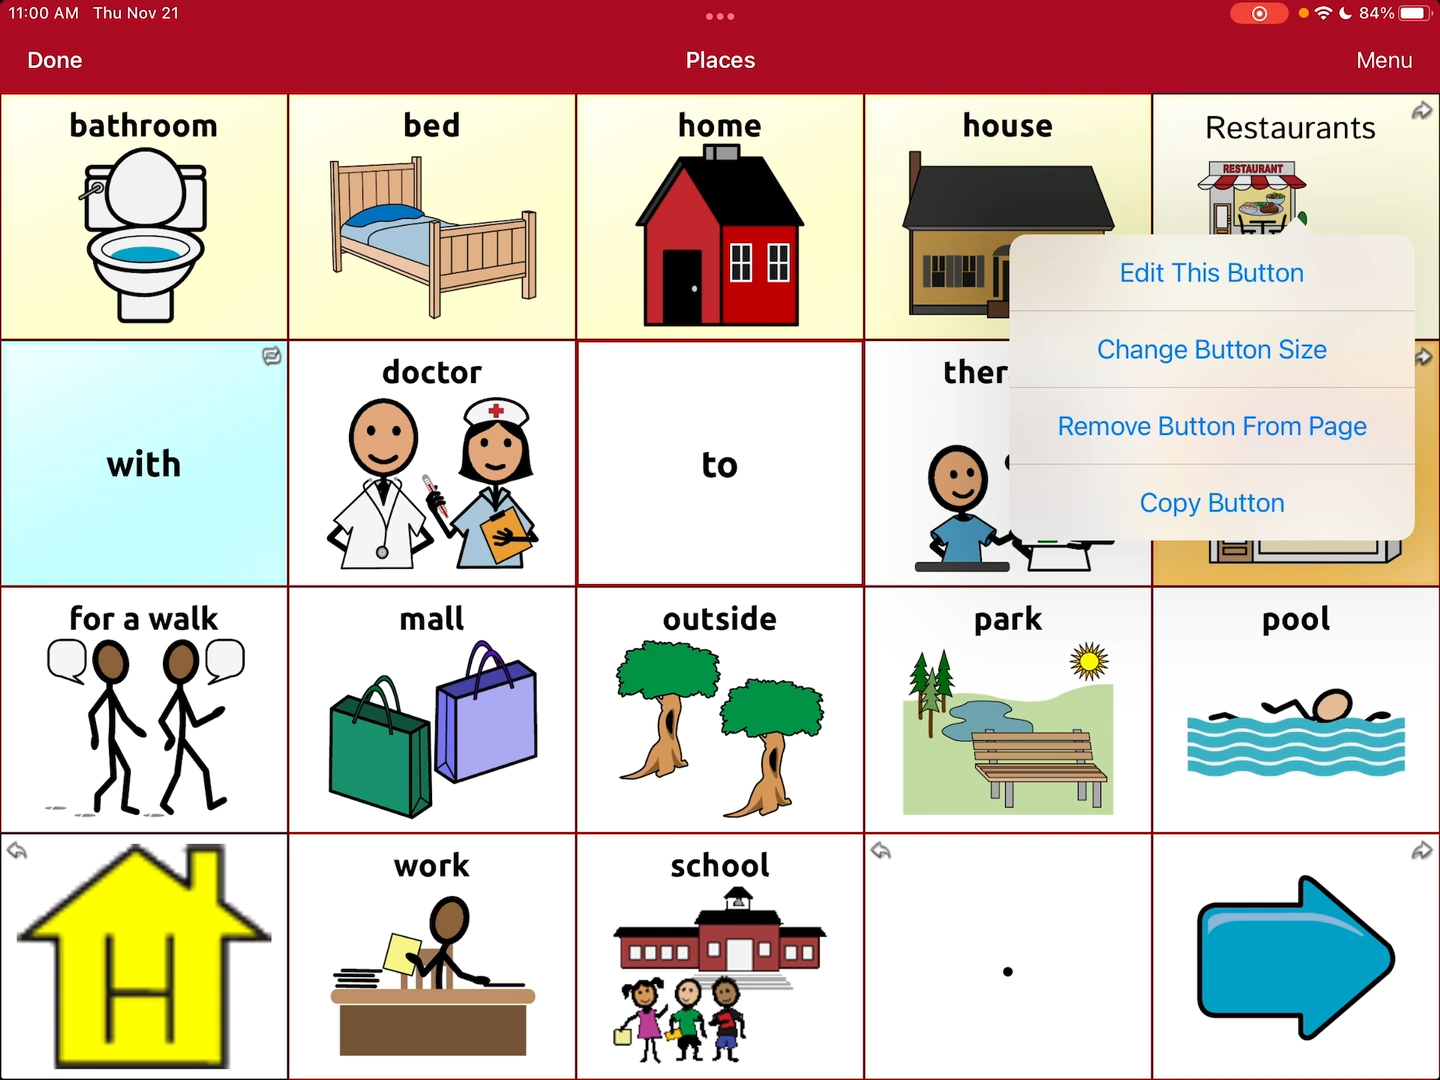 11:00 AM Thu Nov 21
84%
Done
Places
Menu
bathroom
bed
home
house
Restaurants
RESTAURANT
Edit This Button
Change Button Size
Remove Button From Page
Copy Button
with
doctor
to
for a walk
mall
outside
park
pool
H
work
school
.